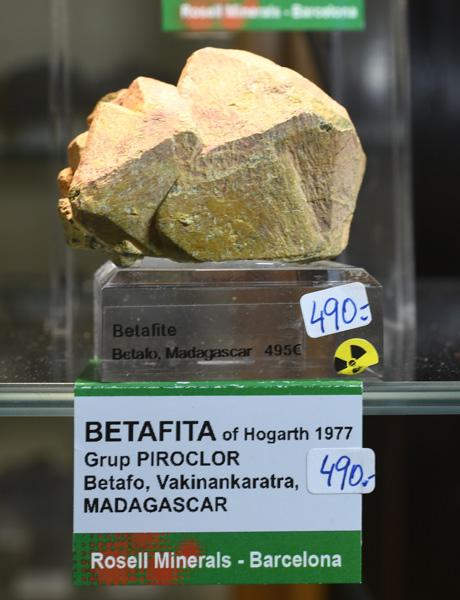 Rosell Minerals - Barcelona
490.-
Betafite
Betafo, Madagascar 495€
BETAFITA of Hogarth 1977
Grup PIROCLOR
Betafo, Vakinankaratra,
MADAGASCAR
490.-
Rosell Minerals - Barcelona